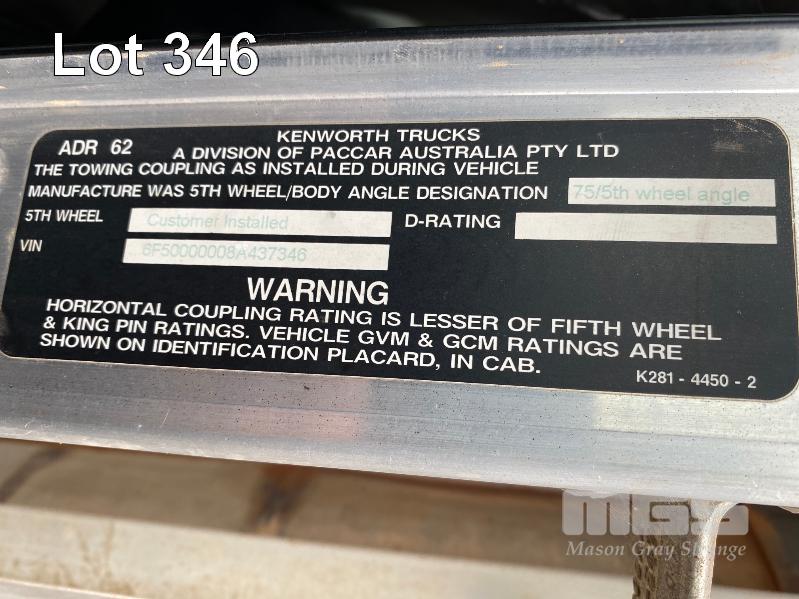 Lot 346
ADR 62
KENWORTH TRUCKS
A DIVISION OF PACCAR AUSTRALIA PTY LTD
THE TOWING COUPLING AS INSTALLED DURING VEHICLE
MANUFACTURE WAS 5TH WHEEL/BODY ANGLE DESIGNATION 75/5th wheel angle
5TH WHEEL Customer Installed D-RATING
VIN 6F50000008A437346
WARNING
HORIZONTAL COUPLING RATING IS LESSER OF FIFTH WHEEL
& KING PIN RATINGS. VEHICLE GVM & GCM RATINGS ARE
SHOWN ON IDENTIFICATION PLACARD, IN CAB.
K281 - 4450 - 2
MGS
Mason Gray Strange